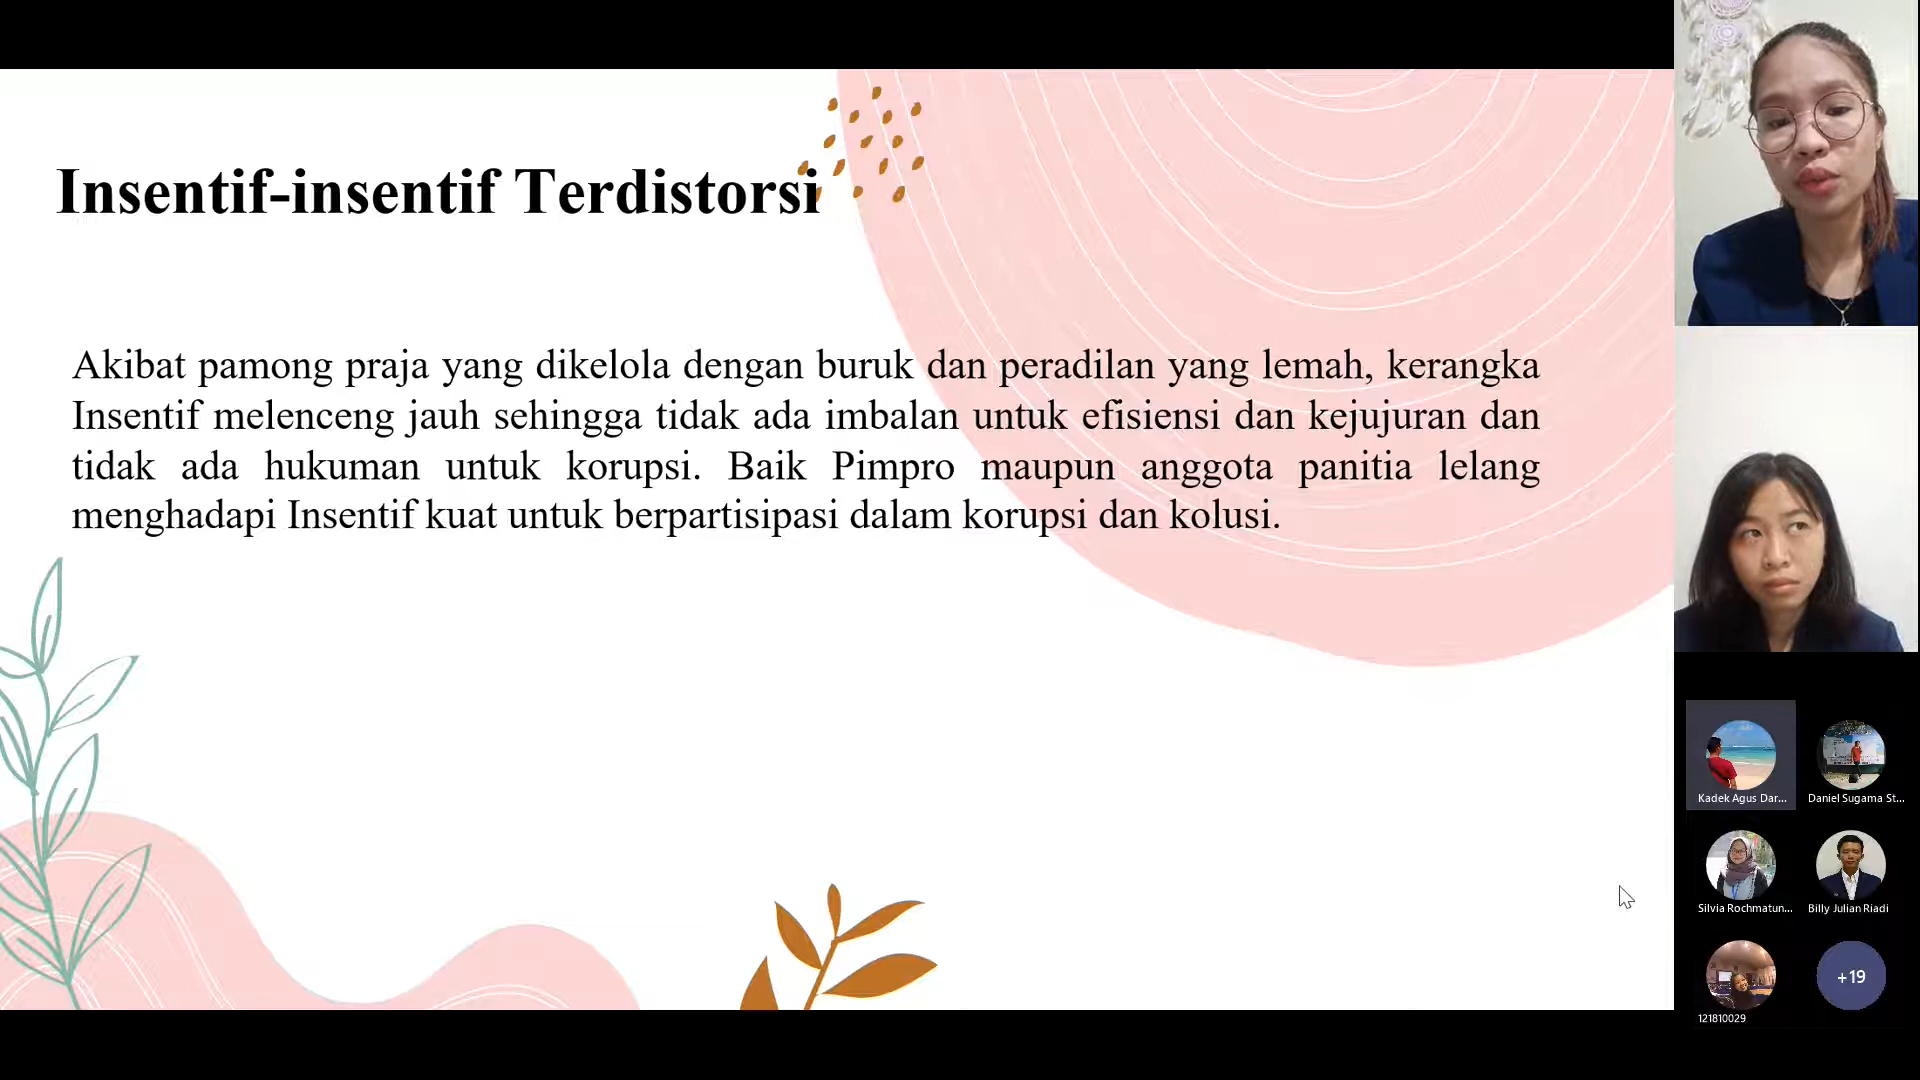 Insentif-insentif Terdistorsi
Akibat pamong praja yang dikelola dengan buruk dan peradilan yang lemah, kerangka
Insentif melenceng jauh sehingga tidak ada imbalan untuk efisiensi dan kejujuran dan
tidak ada hukuman untuk korupsi. Baik Pimpro maupun anggota panitia lelang
menghadapi Insentif kuat untuk berpartisipasi dalam korupsi dan kolusi.
Kadek Agus Dar...
Daniel Sugama St...
Silvia Rochmatun...
Billy Julian Riadi
+19
121810029